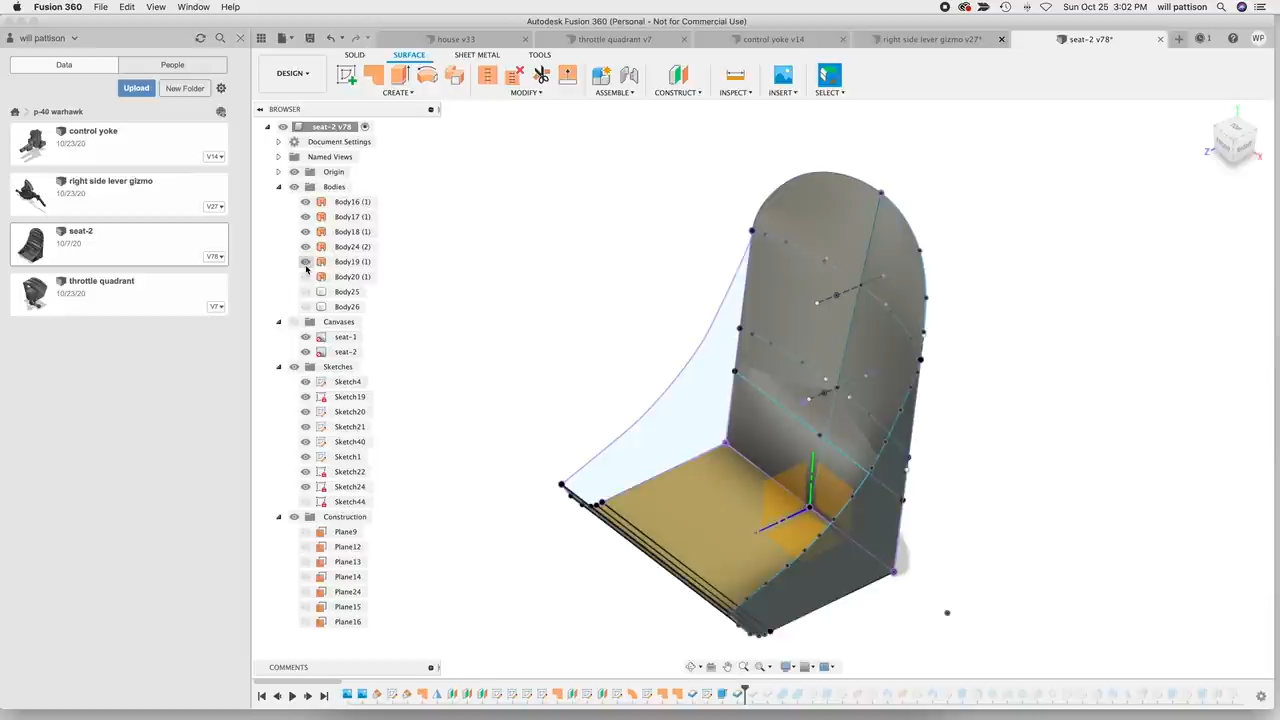 Fusion 360 File Edit View Window Help
Sun Oct 25 3:02 PM will pattison
Autodesk Fusion 360 (Personal - Not for Commercial Use)
will pattison
house v33
throttle quadrant v7
control yoke v14
right side lever gizmo v27*
seat-2 v78*
1
WP
Data People
Upload New Folder
p-40 warhawk
control yoke
10/23/20
V14
right side lever gizmo
10/23/20
V27
seat-2
10/7/20
V78
throttle quadrant
10/23/20
V7
SOLID SURFACE SHEET METAL TOOLS
DESIGN
CREATE MODIFY ASSEMBLE CONSTRUCT INSPECT INSERT SELECT
BROWSER
seat-2 v78
Document Settings
Named Views
Origin
Bodies
Body16 (1)
Body17 (1)
Body18 (1)
Body24 (2)
Body19 (1)
Body20 (1)
Body25
Body26
Canvases
seat-1
seat-2
Sketches
Sketch4
Sketch19
Sketch20
Sketch21
Sketch40
Sketch1
Sketch22
Sketch24
Sketch44
Construction
Plane9
Plane12
Plane13
Plane14
Plane24
Plane15
Plane16
Z
X
COMMENTS